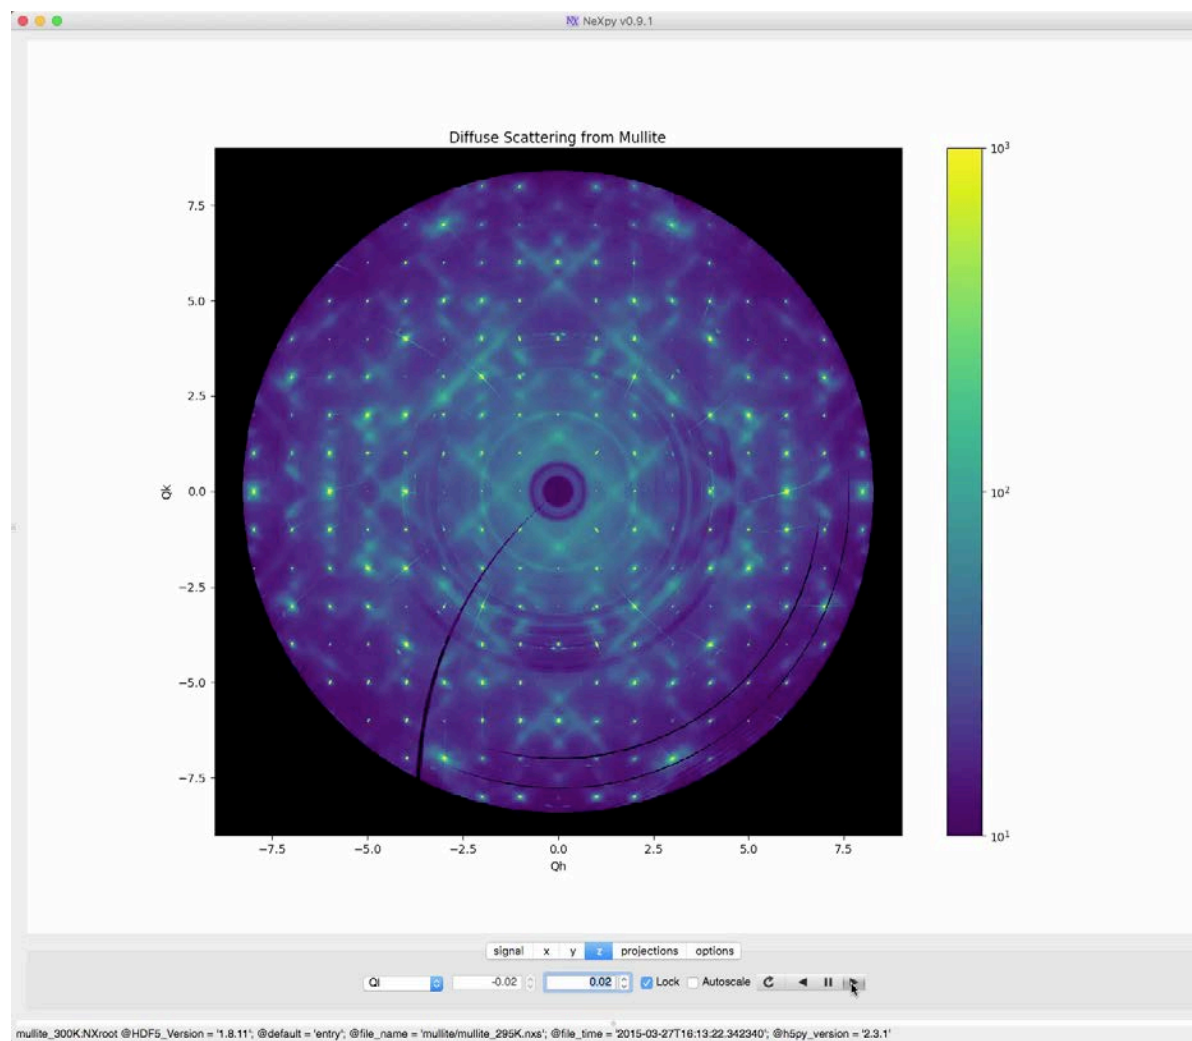 NeXpy v0.9.1
Diffuse Scattering from Mullite
10³
7.5
5.0
2.5
Qk
0.0
10²
−2.5
−5.0
−7.5
10¹
−7.5 −5.0 −2.5 0.0 2.5 5.0 7.5
Qh
signal x y z projections options
Ql -0.02 0.02 Lock Autoscale
mullite_300K:NXroot @HDF5_Version = '1.8.11'; @default = 'entry'; @file_name = 'mullite/mullite_295K.nxs'; @file_time = '2015-03-27T16:13:22.342340'; @h5py_version = '2.3.1'